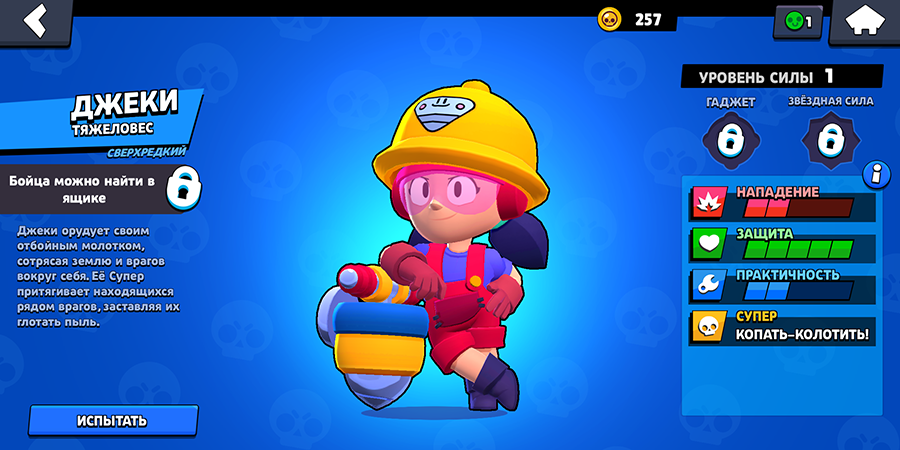 257
1
ДЖЕКИ
ТЯЖЕЛОВЕС
СВЕРХРЕДКИЙ
Бойца можно найти в
ящике
Джеки орудует своим
отбойным молотком,
сотрясая землю и врагов
вокруг себя. Её Супер
притягивает находящихся
рядом врагов, заставляя их
глотать пыль.
ИСПЫТАТЬ
УРОВЕНЬ СИЛЫ 1
ГАДЖЕТ
ЗВЁЗДНАЯ СИЛА
i
НАПАДЕНИЕ
ЗАЩИТА
ПРАКТИЧНОСТЬ
СУПЕР
КОПАТЬ-КОЛОТИТЬ!